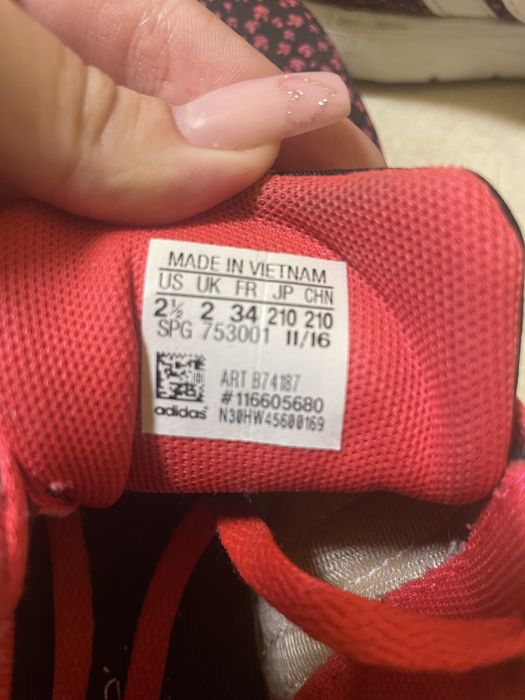 MADE IN VIETNAM
US UK FR JP CHN
2½ 2 34 210 210
SPG 753001 11/16
ART B74187
#116605680
adidas N30HW45600169